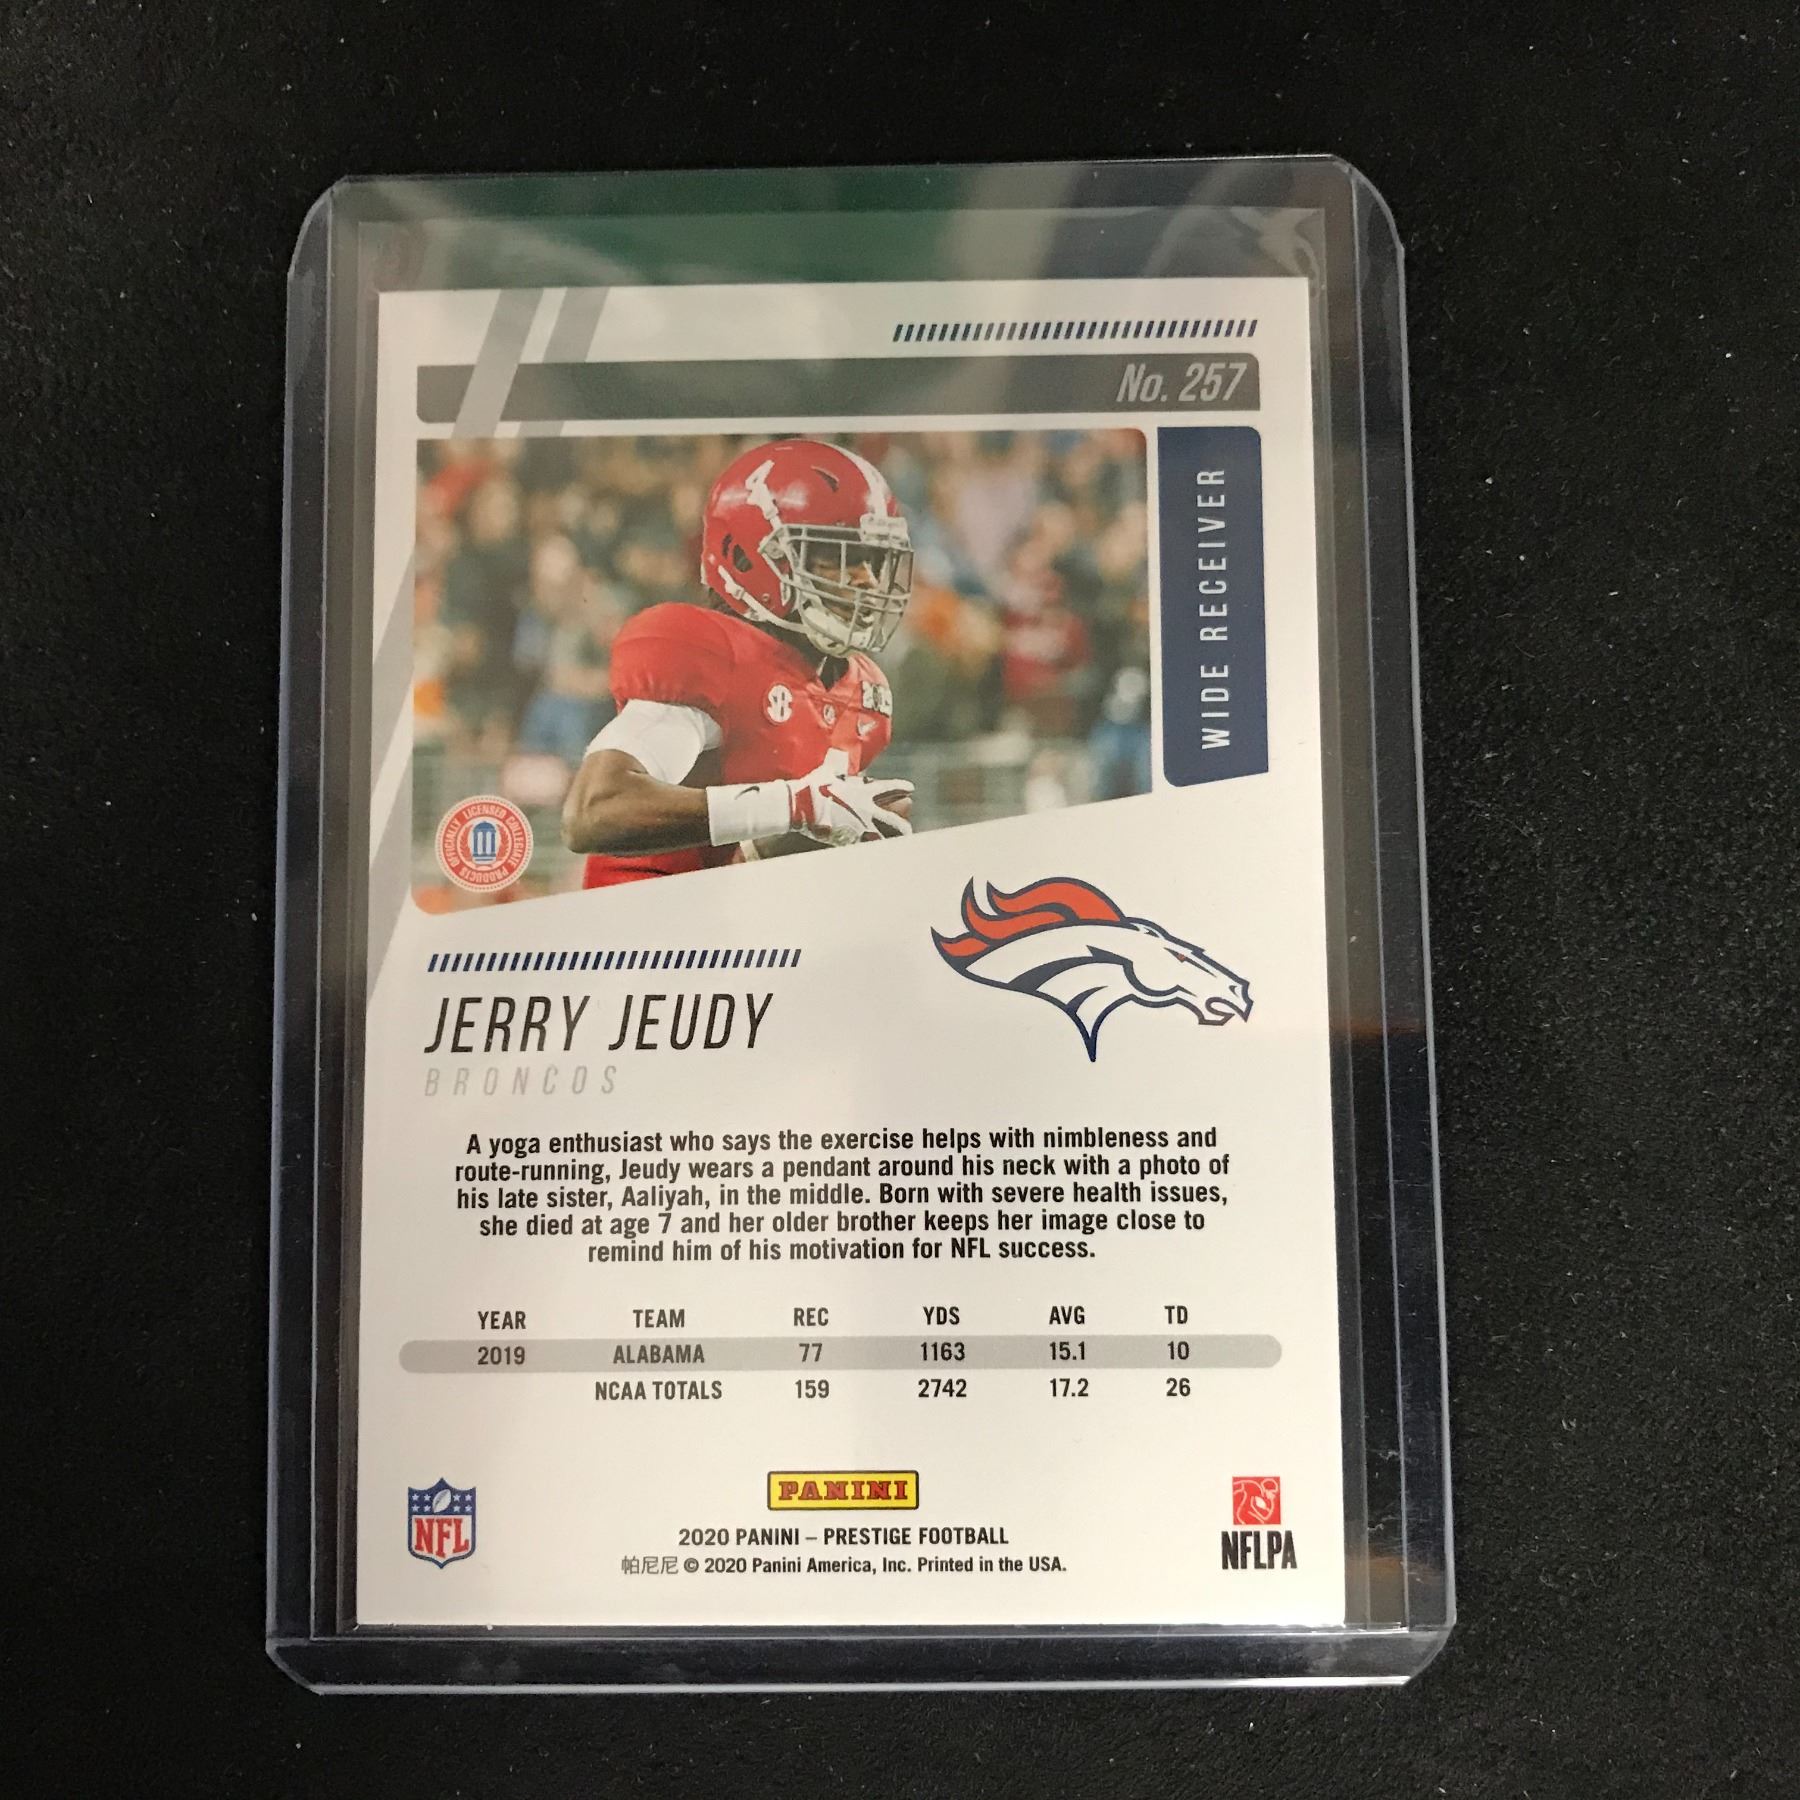 No. 257
WIDE RECEIVER
OFFICIALLY LICENSED COLLEGIATE PRODUCTS
JERRY JEUDY
BRONCOS
A yoga enthusiast who says the exercise helps with nimbleness and
route-running, Jeudy wears a pendant around his neck with a photo of
his late sister, Aaliyah, in the middle. Born with severe health issues,
she died at age 7 and her older brother keeps her image close to
remind him of his motivation for NFL success.
YEAR TEAM REC YDS AVG TD
2019 ALABAMA 77 1163 15.1 10
NCAA TOTALS 159 2742 17.2 26
PANINI
NFL
2020 PANINI – PRESTIGE FOOTBALL
帕尼尼 © 2020 Panini America, Inc. Printed in the USA.
NFLPA